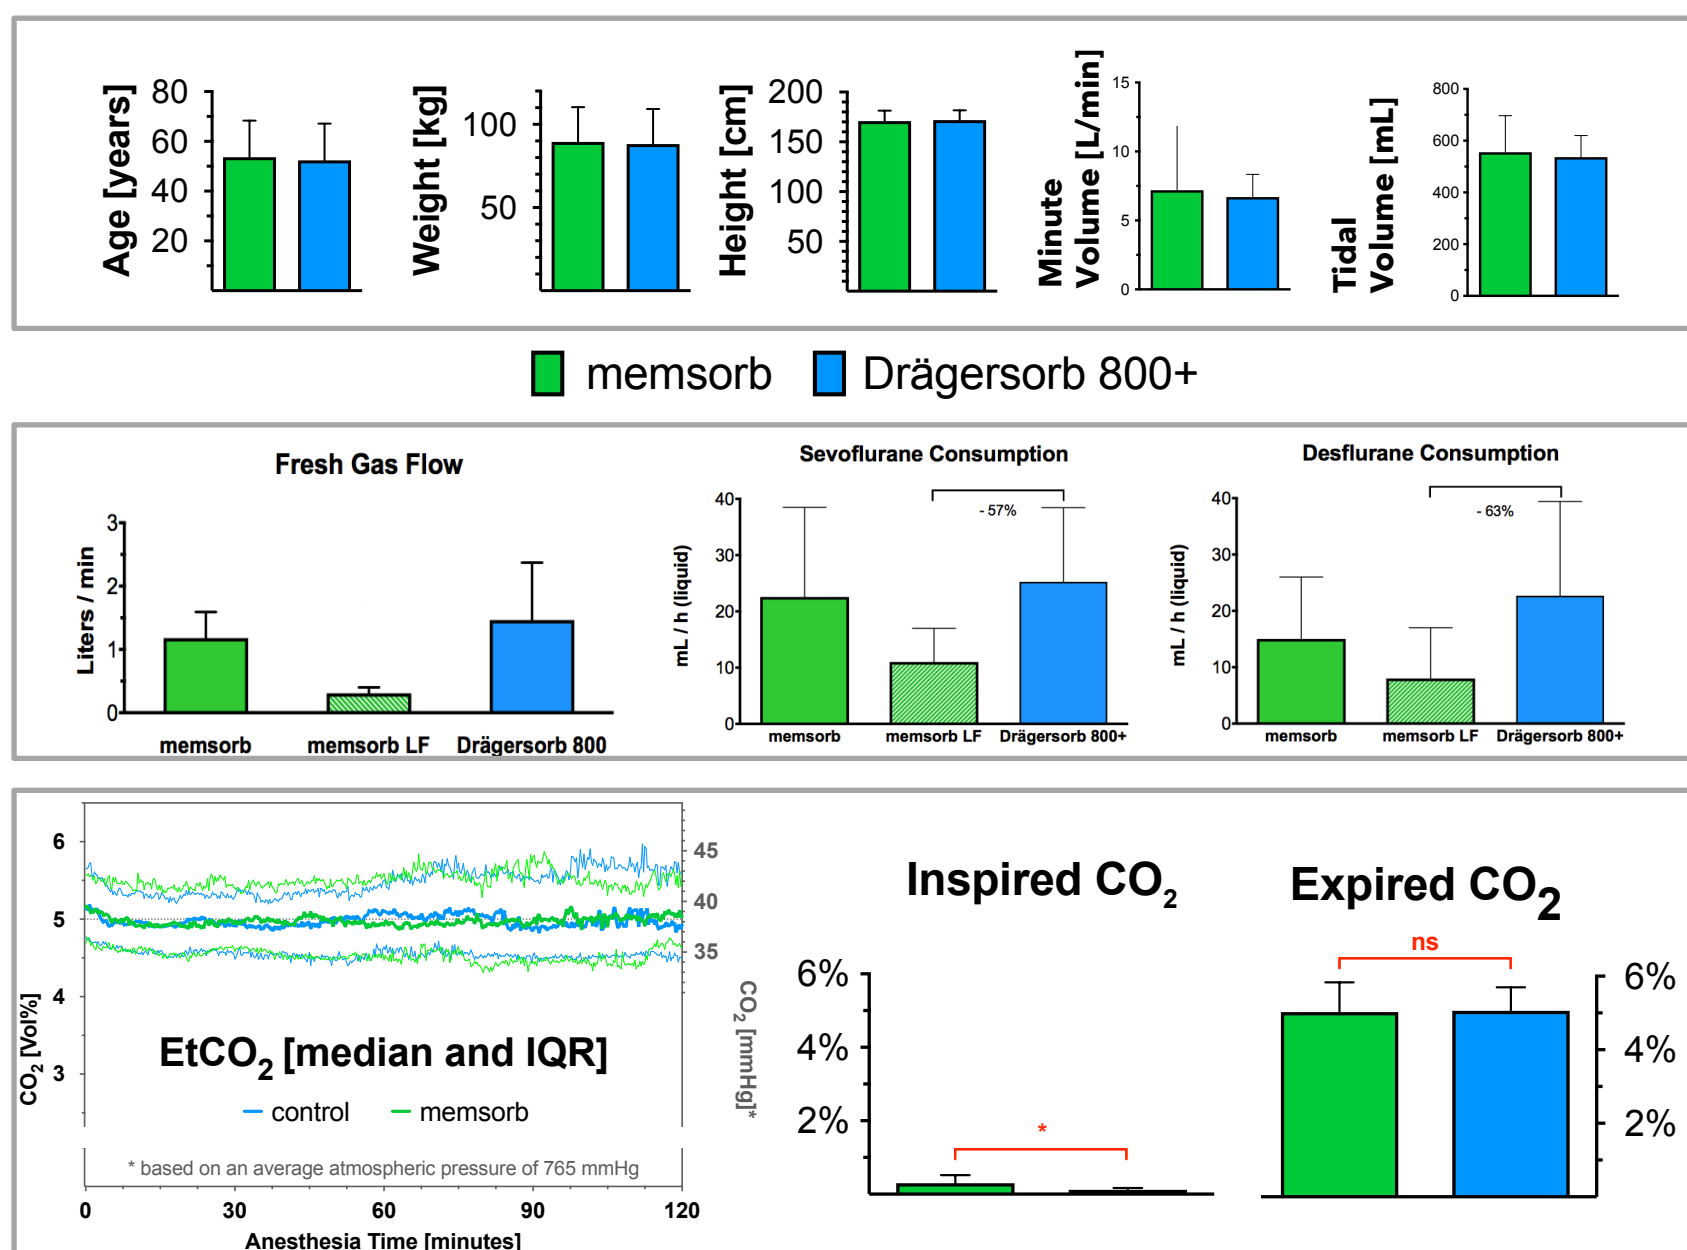 Age [years]
80
60
40
20
Weight [kg]
100
50
Height [cm]
200
150
100
50
Minute
Volume [L/min]
15
10
5
0
Tidal
Volume [mL]
800
600
400
200
0
memsorb
Drägersorb 800+
Fresh Gas Flow
Liters / min
3
2
1
0
memsorb
memsorb LF
Drägersorb 800
Sevoflurane Consumption
mL / h (liquid)
40
30
20
10
0
- 57%
memsorb
memsorb LF
Drägersorb 800+
Desflurane Consumption
mL / h (liquid)
40
30
20
10
0
- 63%
memsorb
memsorb LF
Drägersorb 800+
CO₂ [Vol%]
6
5
4
3
45
40
35
CO₂ [mmHg]*
EtCO₂ [median and IQR]
control
memsorb
* based on an average atmospheric pressure of 765 mmHg
0
30
60
90
120
Anesthesia Time [minutes]
Inspired CO₂
6%
4%
2%
*
Expired CO₂
ns
6%
4%
2%